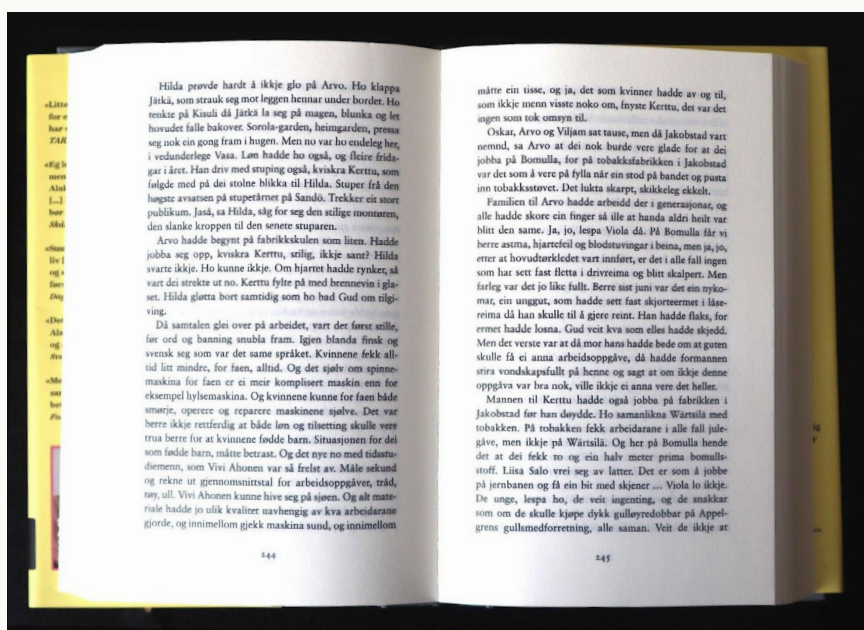 «Litte
for e
har
TAR
«Eg l
men
Alak
[...]
bør
Skd
«Susa
liv [
og s
før
Dag
«Det
Ala
og
Sve
«Me
sar
be
Fin
Hilda prøvde hardt å ikkje glo på Arvo. Ho klappa
Jätkä, som strauk seg mot leggen hennar under bordet. Ho
tenkte på Kisuli då Jätkä la seg på magen, blunka og let
hovudet falle bakover. Sorola-garden, heimgarden, pressa
seg nok ein gong fram i hugen. Men no var ho endeleg her,
i vedunderlege Vasa. Løn hadde ho også, og fleire frida-
gar i året. Han driv med stuping også, kviskra Kerttu, som
følgde med på dei stolne blikka til Hilda. Stuper frå den
høgste avsatsen på stupetårnet på Sandö. Trekker eit stort
publikum. Jaså, sa Hilda, såg for seg den stilige montøren,
den slanke kroppen til den senete stuparen.
Arvo hadde begynt på fabrikkskulen som liten. Hadde
jobba seg opp, kviskra Kerttu, stilig, ikkje sant? Hilda
svarte ikkje. Ho kunne ikkje. Om hjartet hadde rynker, så
vart dei strekte ut no. Kerttu fylte på med brennevin i gla-
set. Hilda gløtta bort samtidig som ho bad Gud om tilgi-
ving.
Då samtalen glei over på arbeidet, vart det først stille,
før ord og banning snubla fram. Igjen blanda finsk og
svensk seg som var det same språket. Kvinnene fekk all-
tid litt mindre, for faen, alltid. Og det sjølv om spinne-
maskina for faen er ei meir komplisert maskin enn for
eksempel hylsemaskina. Og kvinnene kunne for faen både
smørje, operere og reparere maskinene sjølve. Det var
berre ikkje rettferdig at både løn og tilsetting skulle vere
trua berre for at kvinnene fødde barn. Situasjonen for dei
som fødde barn, måtte betrast. Og det nye no med tidsstu-
diemenn, som Vivi Ahonen var så frelst av. Måle sekund
og rekne ut gjennomsnittstal for arbeidsoppgåver, tråd,
tøy, ull. Vivi Ahonen kunne hive seg på sjøen. Og alt mate-
riale hadde jo ulik kvalitet uavhengig av kva arbeidarane
gjorde, og innimellom gjekk maskina sund, og innimellom
244
måtte ein tisse, og ja, det som kvinner hadde av og til,
som ikkje menn visste noko om, fnyste Kerttu, det var det
ingen som tok omsyn til.
Oskar, Arvo og Viljam sat tause, men då Jakobstad vart
nemnd, sa Arvo at dei nok burde vere glade for at dei
jobba på Bomulla, for på tobakksfabrikken i Jakobstad
var det som å vere på fylla når ein stod på bandet og pusta
inn tobakksstøvet. Det lukta skarpt, skikkeleg ekkelt.
Familien til Arvo hadde arbeidd der i generasjonar, og
alle hadde skore ein finger så ille at handa aldri heilt var
blitt den same. Ja, jo, lespa Viola då. På Bomulla får vi
berre astma, hjartefeil og blodstuvingar i beina, men ja, jo,
etter at hovudtørkledet vart innført, er det i alle fall ingen
som har sett fast fletta i drivreima og blitt skalpert. Men
farleg var det jo like fullt. Berre sist juni var det ein nyko-
mar, ein unggut, som hadde sett fast skjorteermet i låse-
reima då han skulle til å gjere reint. Han hadde flaks, for
ermet hadde losna. Gud veit kva som elles hadde skjedd.
Men det verste var at då mor hans hadde bede om at guten
skulle få ei anna arbeidsoppgåve, då hadde formannen
stira vondskapsfullt på henne og sagt at om ikkje denne
oppgåva var bra nok, ville ikkje ei anna vere det heller.
Mannen til Kerttu hadde også jobba på fabrikken i
Jakobstad før han døydde. Ho samanlikna Wärtsilä med
tobakken. På tobakken fekk arbeidarane i alle fall jule-
gåve, men ikkje på Wärtsilä. Og her på Bomulla hende
det at dei fekk to og ein halv meter prima bomulls-
stoff. Liisa Salo vrei seg av latter. Det er som å jobbe
på jernbanen og få ein bit med skjener ... Viola lo ikkje.
De unge, lespa ho, de veit ingenting, og de snakkar
som om de skulle kjøpe dykk gulløyredobbar på Appel-
grens gullsmedforretning, alle saman. Veit de ikkje at
245